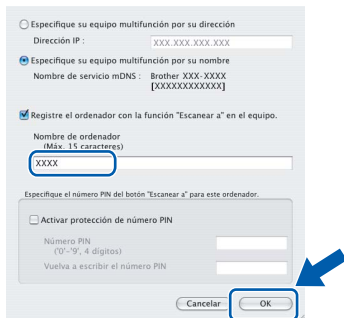 Especifique su equipo multifunción por su dirección
Dirección IP : XXX.XXX.XXX.XXX
Especifique su equipo multifunción por su nombre
Nombre de servicio mDNS : Brother XXX-XXXX
[XXXXXXXXXXXX]
Registre el ordenador con la función "Escanear a" en el equipo.
Nombre de ordenador
(Máx. 15 caracteres)
XXXX
Especifique el número PIN del botón "Escanear a" para este ordenador.
Activar protección de número PIN
Número PIN
('0'-'9', 4 dígitos)
Vuelva a escribir el número PIN
Cancelar OK